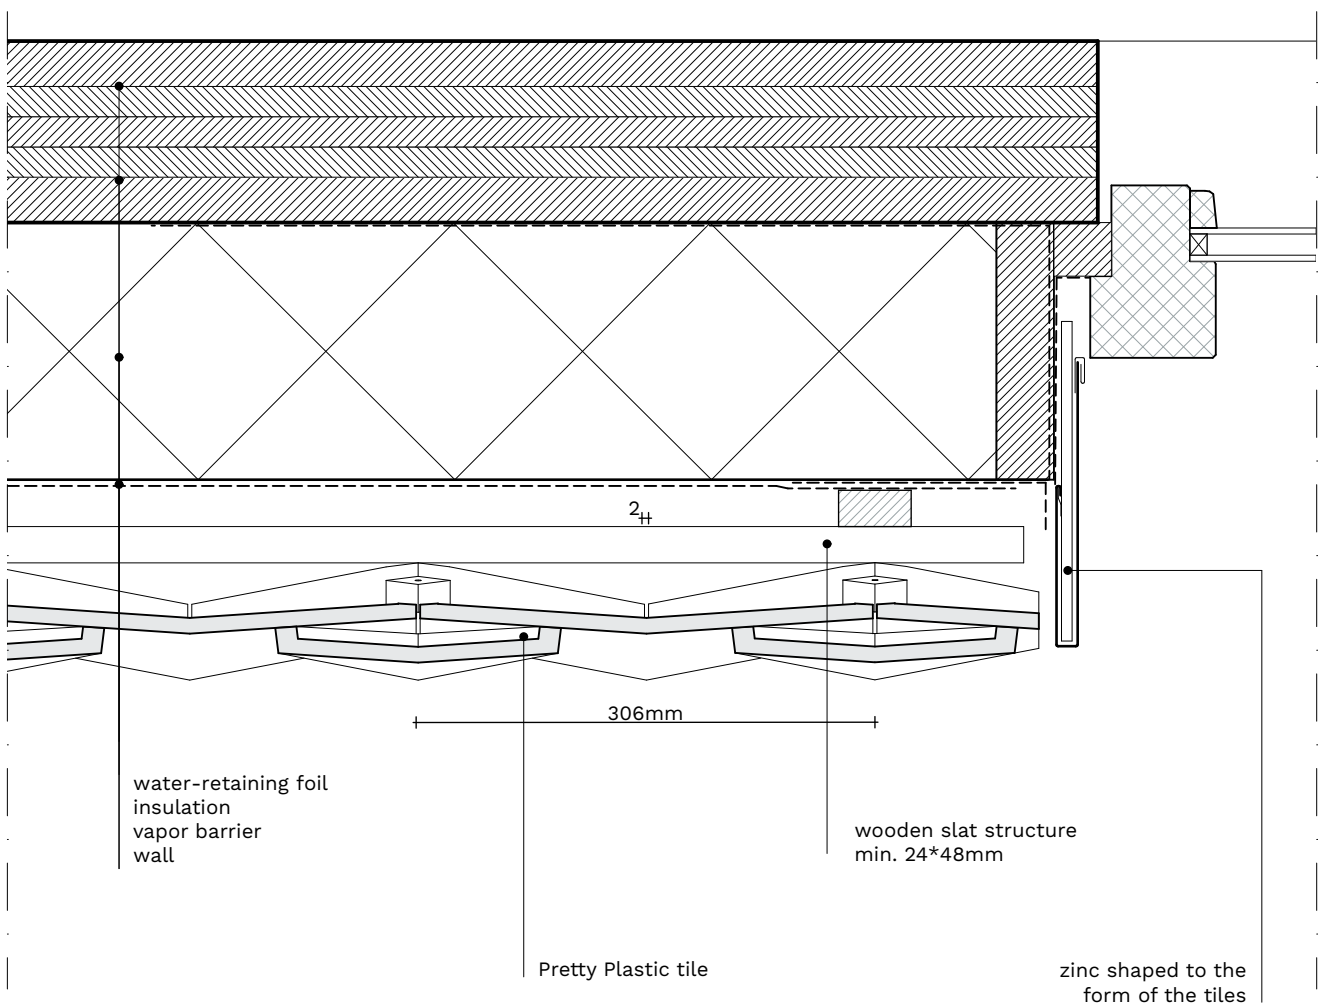 2
306mm
water-retaining foil
insulation
vapor barrier
wall
wooden slat structure
min. 24*48mm
Pretty Plastic tile
zinc shaped to the
form of the tiles